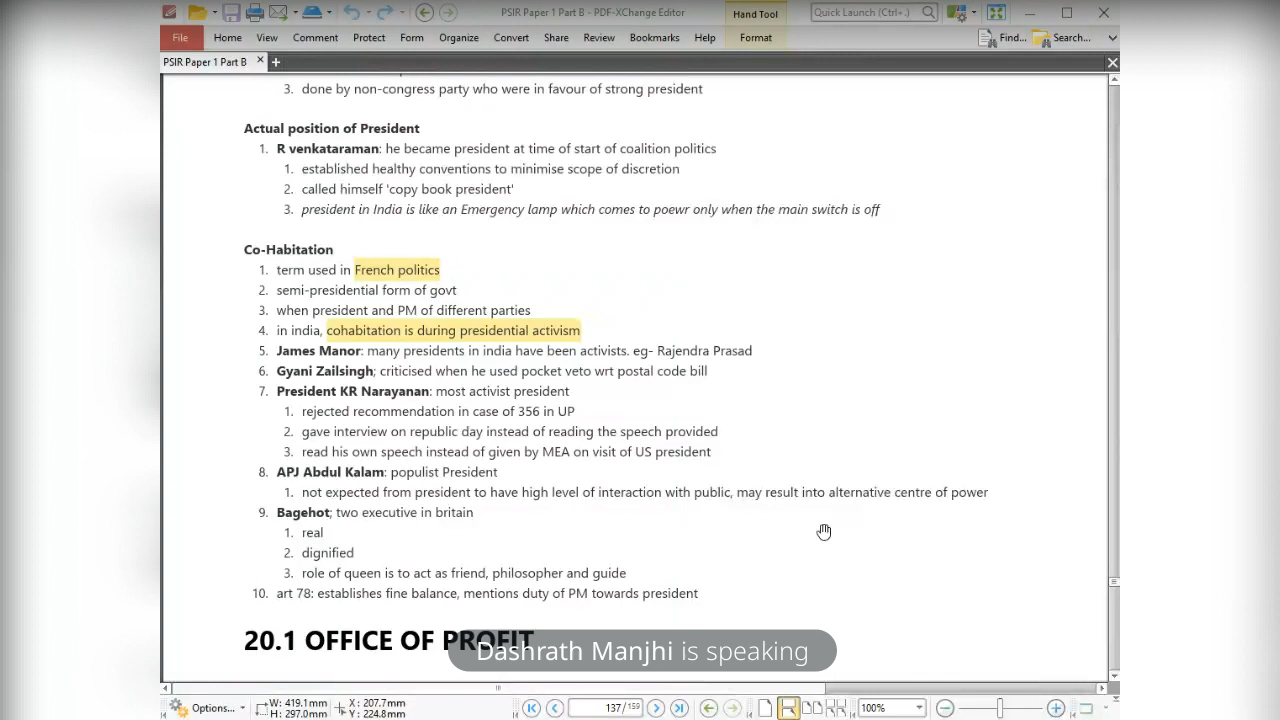 PSIR Paper 1 Part B - PDF-XChange Editor
Hand Tool
Quick Launch (Ctrl+.)
File Home View Comment Protect Form Organize Convert Share Review Bookmarks Help Format Find... Search...
PSIR Paper 1 Part B
3. done by non-congress party who were in favour of strong president
Actual position of President
1. R venkataraman: he became president at time of start of coalition politics
1. established healthy conventions to minimise scope of discretion
2. called himself 'copy book president'
3. president in India is like an Emergency lamp which comes to poewr only when the main switch is off
Co-Habitation
1. term used in French politics
2. semi-presidential form of govt
3. when president and PM of different parties
4. in india, cohabitation is during presidential activism
5. James Manor: many presidents in india have been activists. eg- Rajendra Prasad
6. Gyani Zailsingh; criticised when he used pocket veto wrt postal code bill
7. President KR Narayanan: most activist president
1. rejected recommendation in case of 356 in UP
2. gave interview on republic day instead of reading the speech provided
3. read his own speech instead of given by MEA on visit of US president
8. APJ Abdul Kalam: populist President
1. not expected from president to have high level of interaction with public, may result into alternative centre of power
9. Bagehot; two executive in britain
1. real
2. dignified
3. role of queen is to act as friend, philosopher and guide
10. art 78: establishes fine balance, mentions duty of PM towards president
20.1 OFFICE OF PROFIT
Dashrath Manjhi is speaking
Options... W: 419.1mm X: 207.7mm 137 / 159 100%
H: 297.0mm Y: 224.8mm